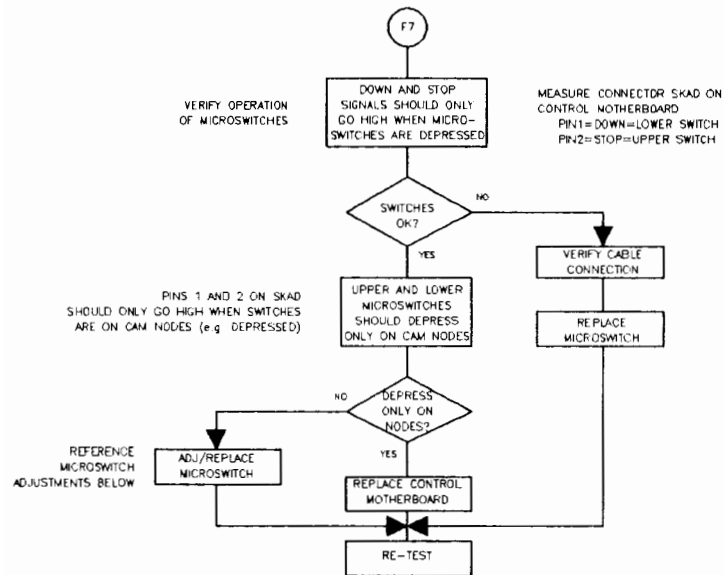 F7
VERIFY OPERATION
OF MICROSWITCHES
DOWN AND STOP
SIGNALS SHOULD ONLY
GO HIGH WHEN MICRO-
SWITCHES ARE DEPRESSED
MEASURE CONNECTOR SKAD ON
CONTROL NOTHERBOARD
PIN1=DOWN=LOWER SWITCH
PIN2=STOP=UPPER SWITCH
SWITCHES
OK?
NO
YES
VERIFY CABLE
CONNECTION
PINS 1 AND 2 ON SKAD
SHOULD ONLY GO HIGH WHEN SWITCHES
ARE ON CAM NODES (e.g DEPRESSED)
UPPER AND LOWER
MICROSWITCHES
SHOULD DEPRESS
ONLY ON CAM NODES
REPLACE
MICROSWITCH
NO
DEPRESS
ONLY ON
NODES?
YES
REFERENCE
MICROSWITCH
ADJUSTMENTS BELOW
ADJ/REPLACE
MICROSWITCH
REPLACE CONTROL
MOTHERBOARD
RE-TEST